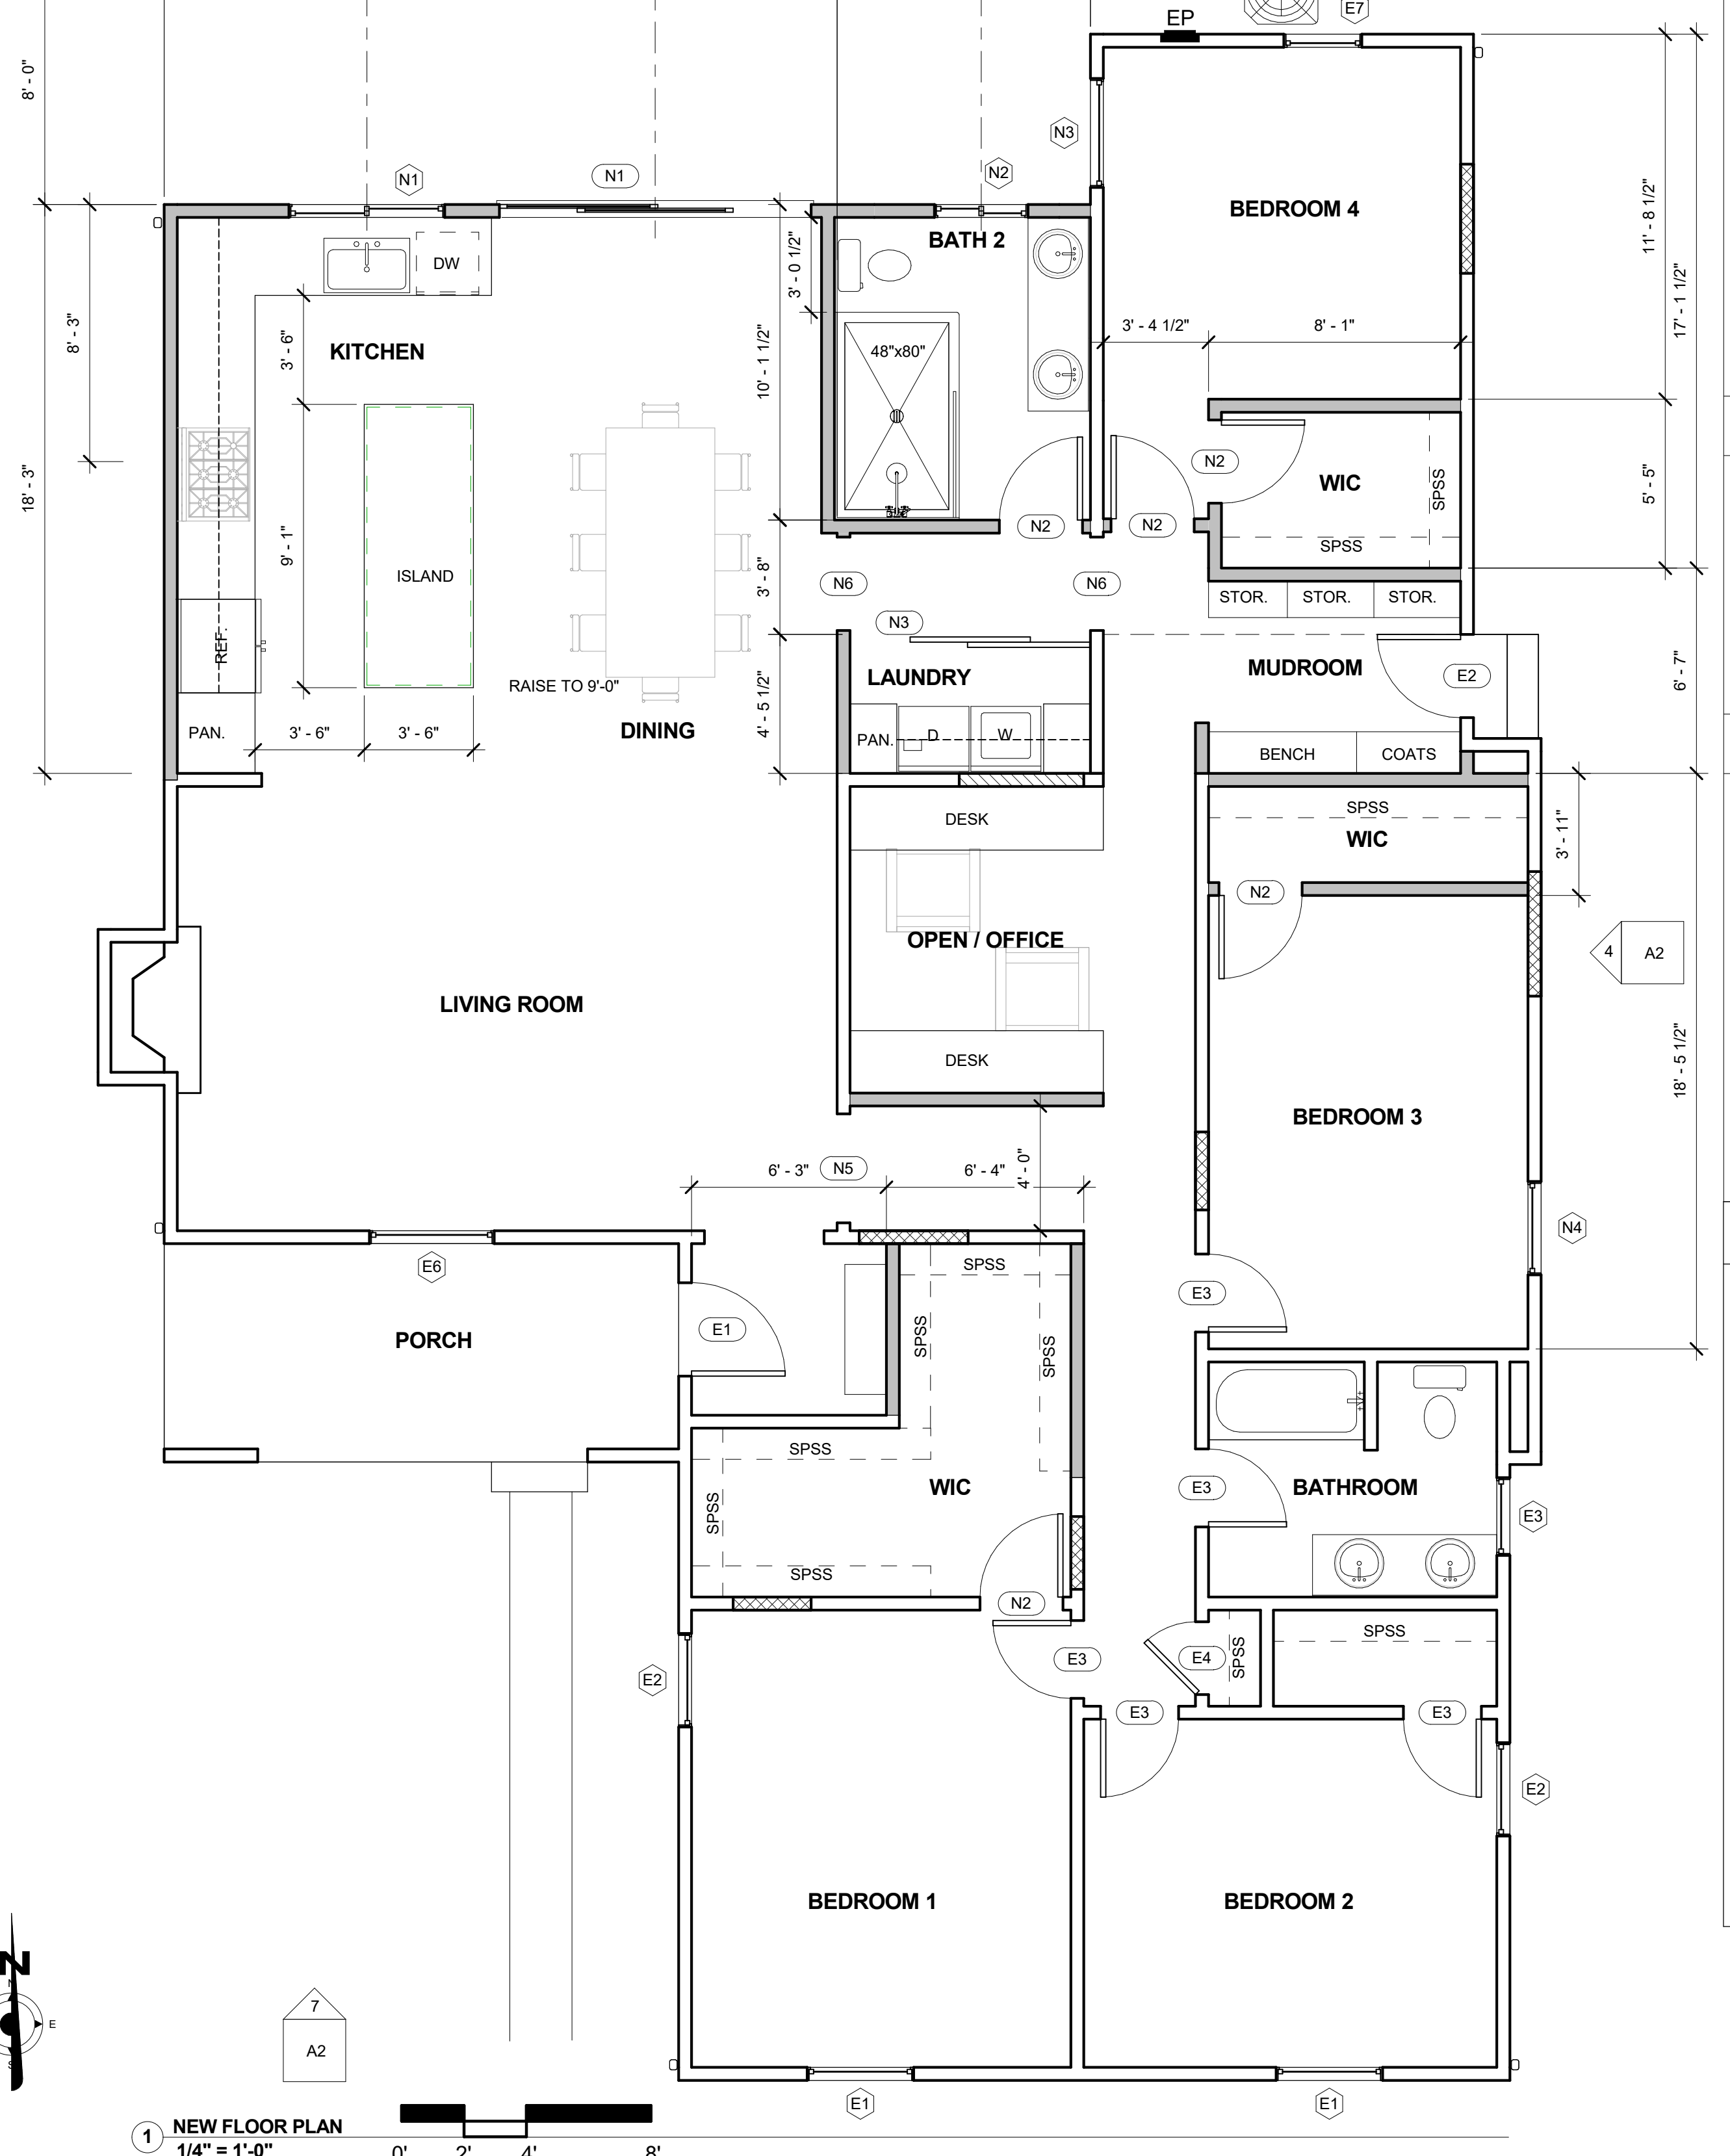 EP
E7
8' - 0"
N3
N1
N1
N2
BEDROOM 4
11' - 8 1/2"
17' - 1 1/2"
BATH 2
DW
3' - 0 1/2"
8' - 3"
3' - 6"
KITCHEN
10' - 1 1/2"
48"x80"
3' - 4 1/2"
8' - 1"
18' - 3"
N2
WIC
SPSS
5' - 5"
9' - 1"
N2
N2
SPSS
ISLAND
3' - 8"
N6
N6
STOR.
STOR.
STOR.
N3
REF.
RAISE TO 9'-0"
LAUNDRY
MUDROOM
E2
6' - 7"
PAN.
3' - 6"
3' - 6"
DINING
4' - 5 1/2"
PAN.
D
W
BENCH
COATS
DESK
SPSS
WIC
3' - 11"
N2
OPEN / OFFICE
4
A2
LIVING ROOM
DESK
18' - 5 1/2"
BEDROOM 3
6' - 3"
N5
6' - 4"
4' - 0"
N4
E6
SPSS
E3
PORCH
E1
SPSS
SPSS
SPSS
WIC
E3
BATHROOM
SPSS
E3
SPSS
N2
E2
E3
E4
SPSS
SPSS
E3
E3
E2
BEDROOM 1
BEDROOM 2
N
N
E
S
7
A2
E1
E1
1
NEW FLOOR PLAN
1/4" = 1'-0"
0'
2'
4'
8'